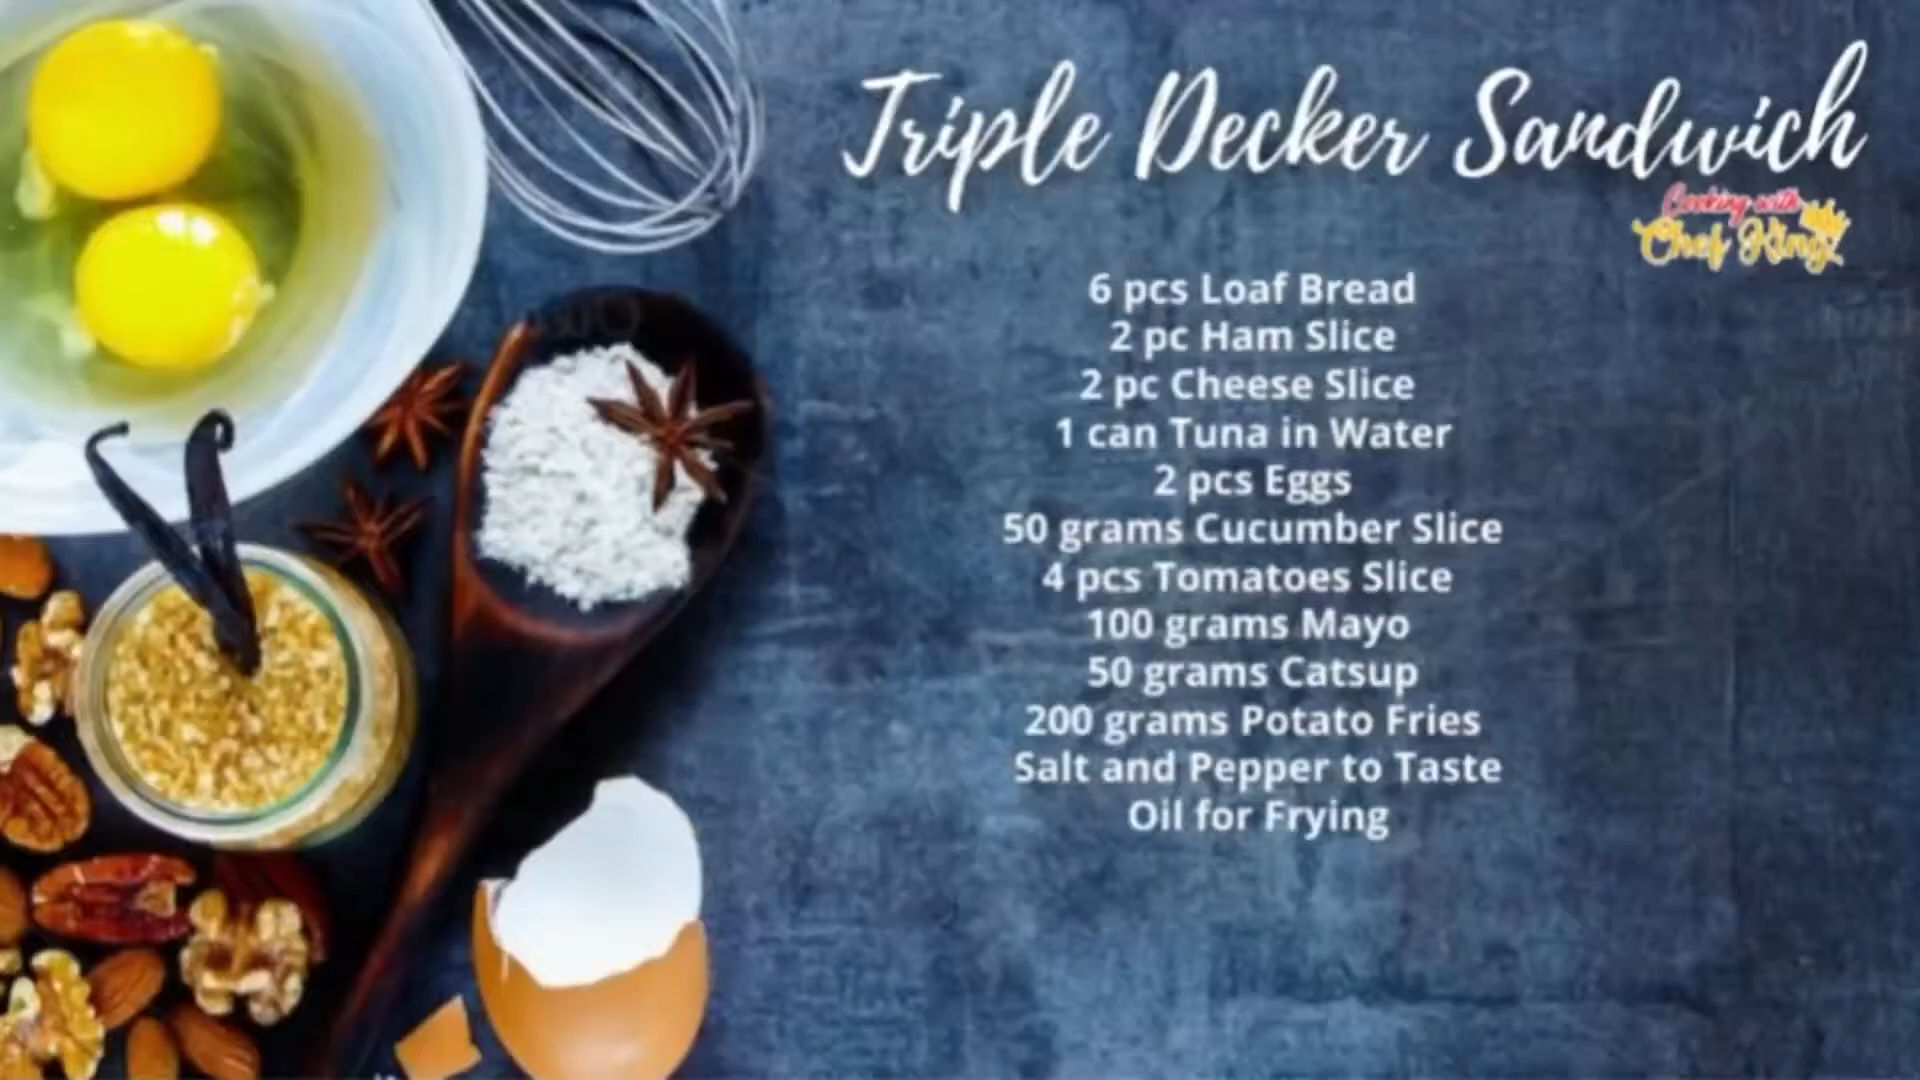 Triple Decker Sandwich
Cooking with
Chef King
6 pcs Loaf Bread
2 pc Ham Slice
2 pc Cheese Slice
1 can Tuna in Water
2 pcs Eggs
50 grams Cucumber Slice
4 pcs Tomatoes Slice
100 grams Mayo
50 grams Catsup
200 grams Potato Fries
Salt and Pepper to Taste
Oil for Frying